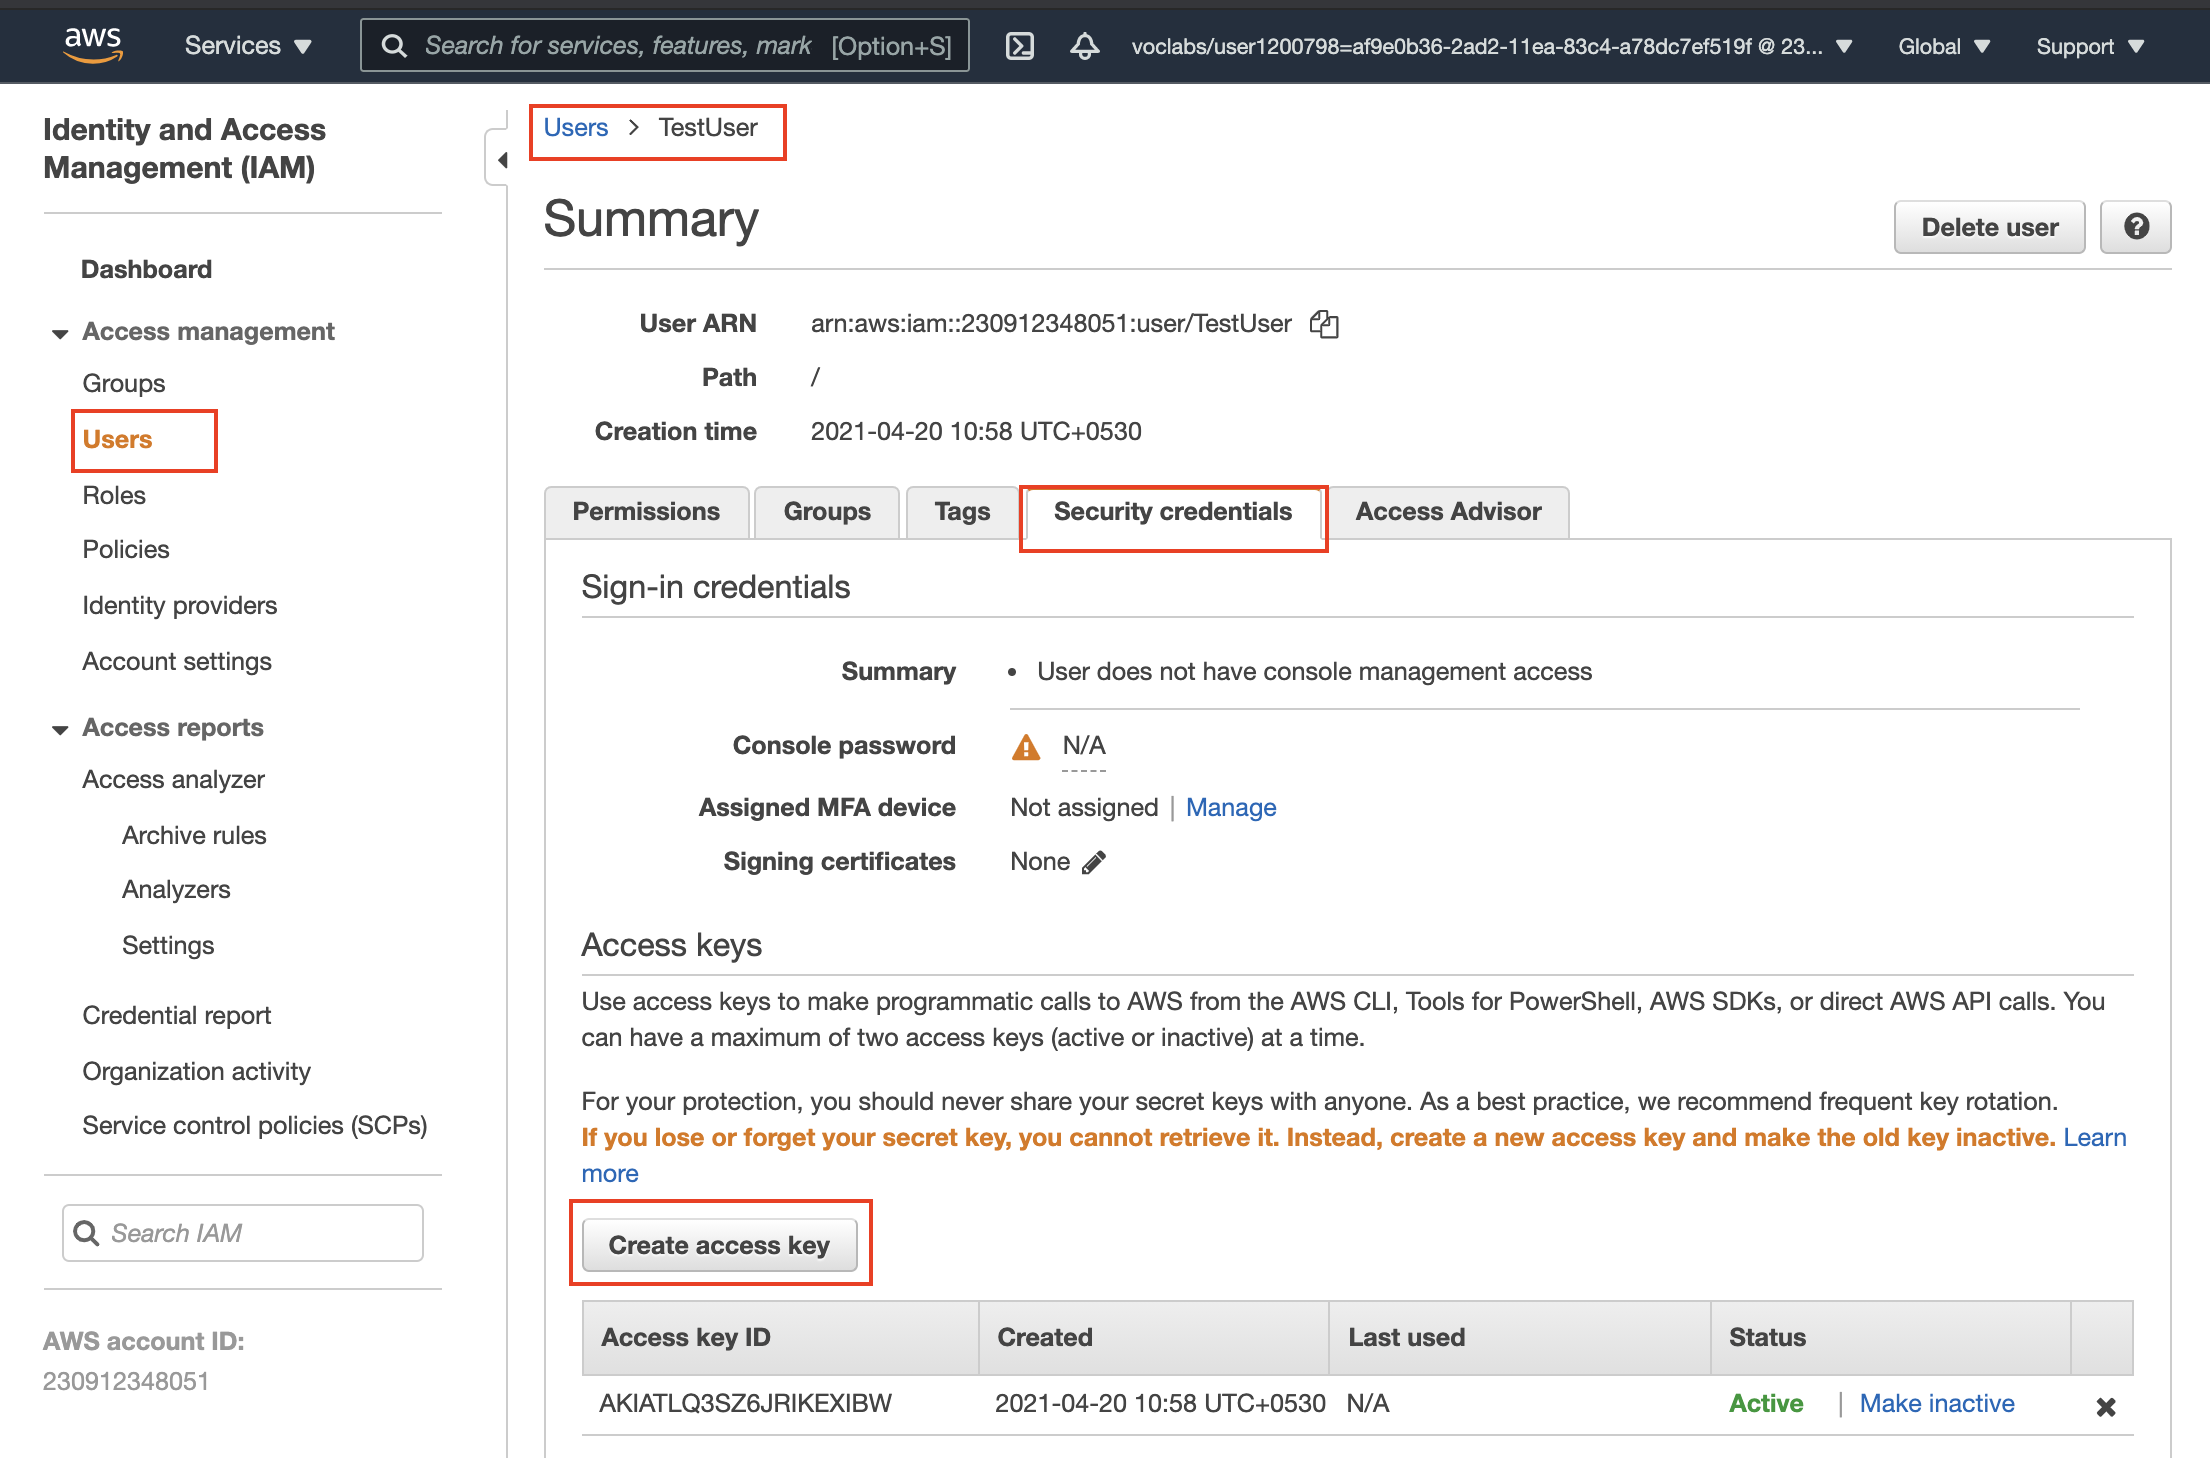 aws
Services
Search for services, features, mark [Option+S]
voclabs/user1200798=af9e0b36-2ad2-11ea-83c4-a78dc7ef519f @ 23...
Global
Support
Identity and Access
Management (IAM)
Dashboard
Access management
Groups
Users
Roles
Policies
Identity providers
Account settings
Access reports
Access analyzer
Archive rules
Analyzers
Settings
Credential report
Organization activity
Service control policies (SCPs)
Search IAM
AWS account ID:
230912348051
Users > TestUser
Summary
Delete user
?
User ARN arn:aws:iam::230912348051:user/TestUser
Path /
Creation time 2021-04-20 10:58 UTC+0530
Permissions Groups Tags Security credentials Access Advisor
Sign-in credentials
Summary • User does not have console management access
Console password N/A
Assigned MFA device Not assigned | Manage
Signing certificates None
Access keys
Use access keys to make programmatic calls to AWS from the AWS CLI, Tools for PowerShell, AWS SDKs, or direct AWS API calls. You
can have a maximum of two access keys (active or inactive) at a time.
For your protection, you should never share your secret keys with anyone. As a best practice, we recommend frequent key rotation.
If you lose or forget your secret key, you cannot retrieve it. Instead, create a new access key and make the old key inactive. Learn
more
Create access key
Access key ID Created Last used Status
AKIATLQ3SZ6JRIKEXIBW 2021-04-20 10:58 UTC+0530 N/A Active | Make inactive